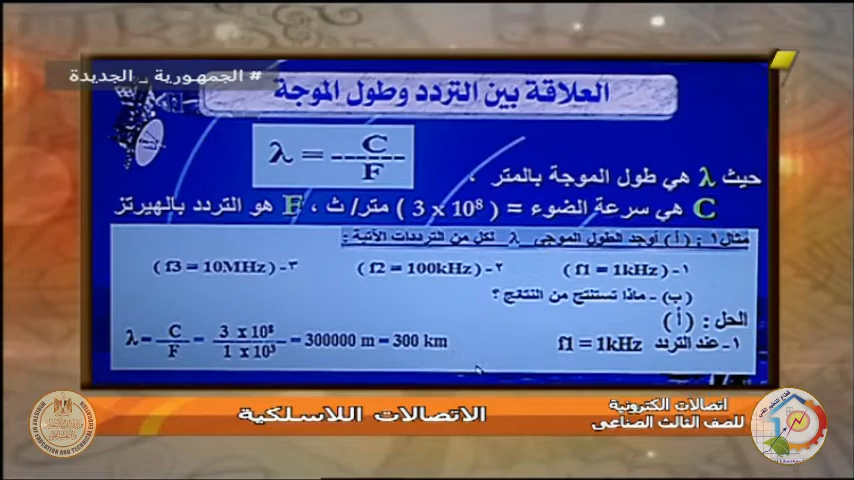 # الجمهورية _ الجديدة
العلاقة بين التردد وطول الموجة
λ = C / F
حيث λ هي طول الموجة بالمتر ،
C هي سرعة الضوء = ( 3 x 10⁸ ) متر/ ث ، F هو التردد بالهيرتز
مثال ١ : (أ) أوجد الطول الموجى λ لكل من الترددات الآتية :
١- (f1 = 1kHz) ٢- (f2 = 100kHz) ٣- (f3 = 10MHz)
(ب) - ماذا تستنتج من النتائج ؟
الحل : (أ)
١- عند التردد f1 = 1kHz
λ = C / F = 3 x 10⁸ / 1 x 10³ = 300000 m = 300 km
اتصالات الكترونية
للصف الثالث الصناعى
الاتصالات اللاسلكية